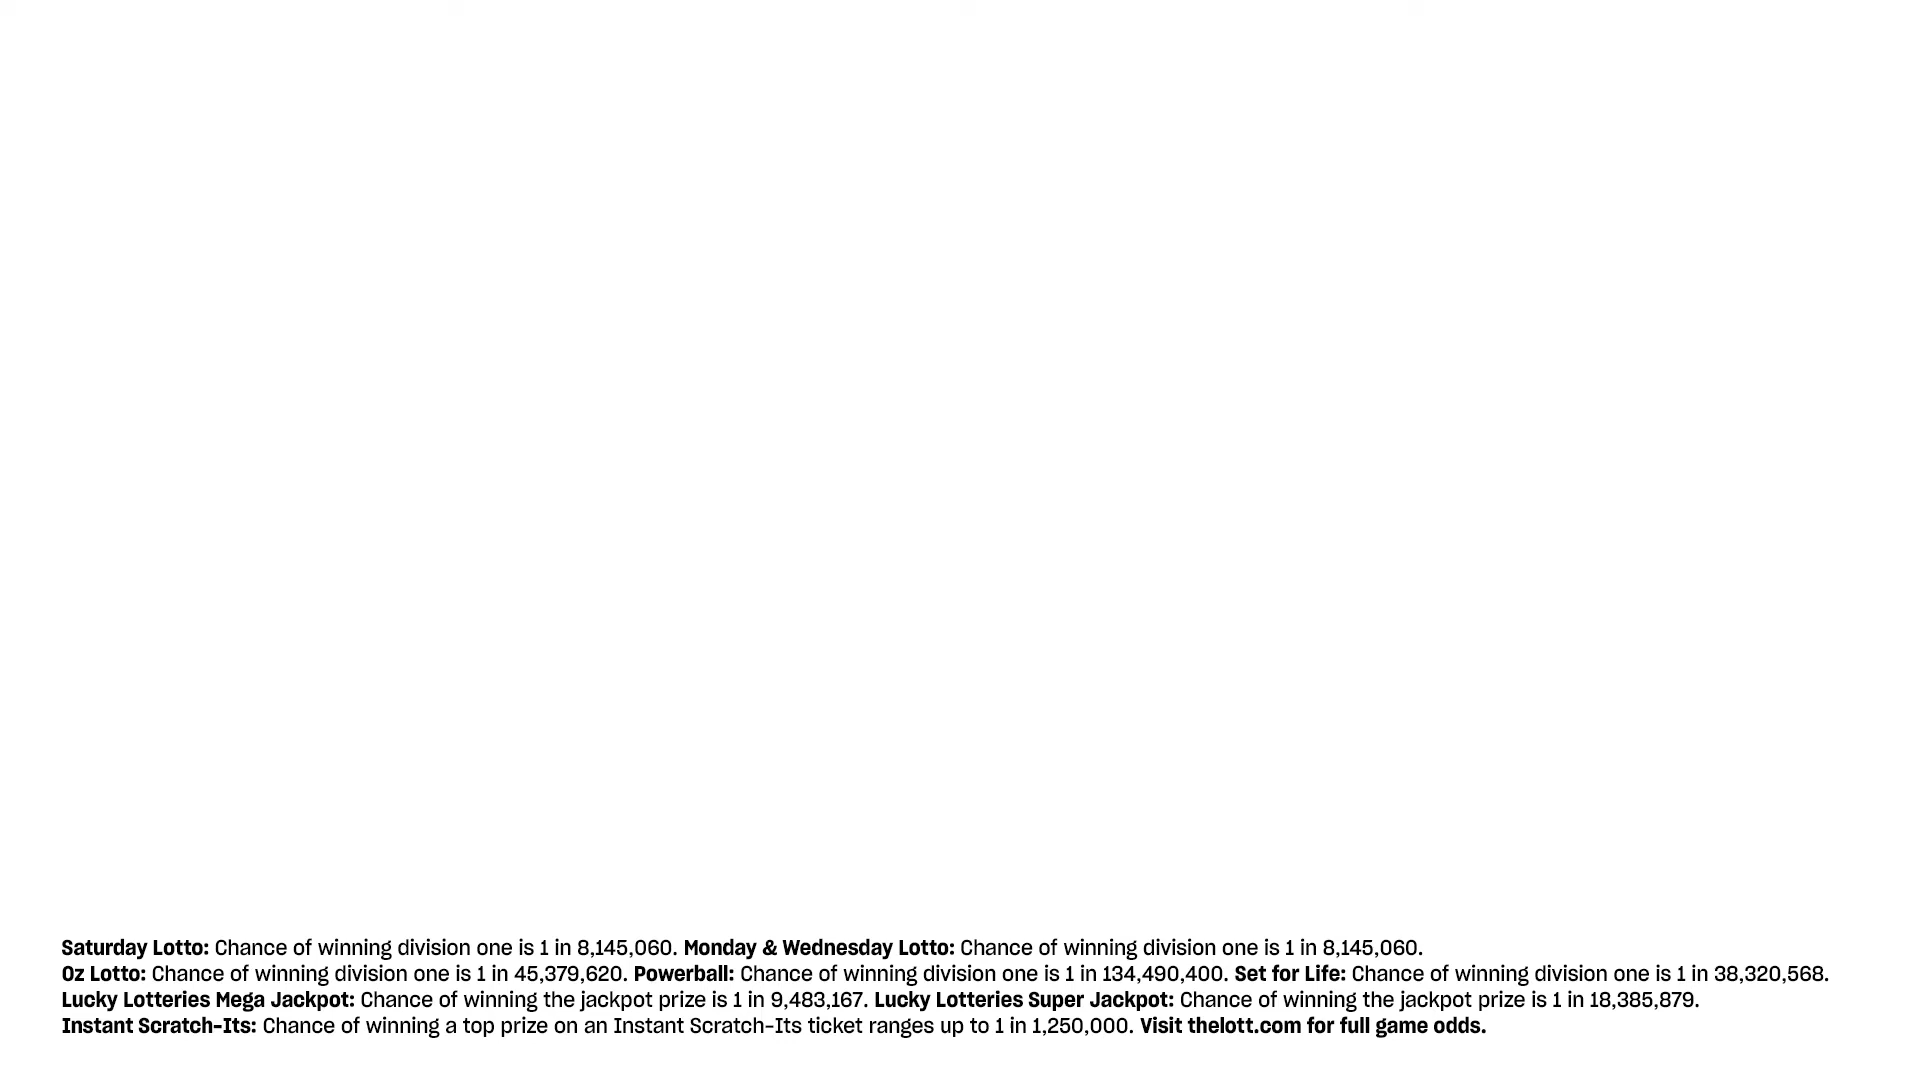 Saturday Lotto: Chance of winning division one is 1 in 8,145,060. Monday & Wednesday Lotto: Chance of winning division one is 1 in 8,145,060.
Oz Lotto: Chance of winning division one is 1 in 45,379,620. Powerball: Chance of winning division one is 1 in 134,490,400. Set for Life: Chance of winning division one is 1 in 38,320,568.
Lucky Lotteries Mega Jackpot: Chance of winning the jackpot prize is 1 in 9,483,167. Lucky Lotteries Super Jackpot: Chance of winning the jackpot prize is 1 in 18,385,879.
Instant Scratch-Its: Chance of winning a top prize on an Instant Scratch-Its ticket ranges up to 1 in 1,250,000. Visit thelott.com for full game odds.